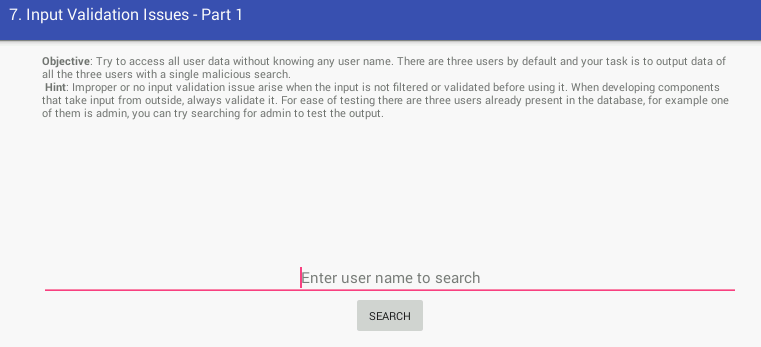 7. Input Validation Issues - Part 1
Objective: Try to access all user data without knowing any user name. There are three users by default and your task is to output data of
all the three users with a single malicious search.
Hint: Improper or no input validation issue arise when the input is not filtered or validated before using it. When developing components
that take input from outside, always validate it. For ease of testing there are three users already present in the database, for example one
of them is admin, you can try searching for admin to test the output.
Enter user name to search
SEARCH